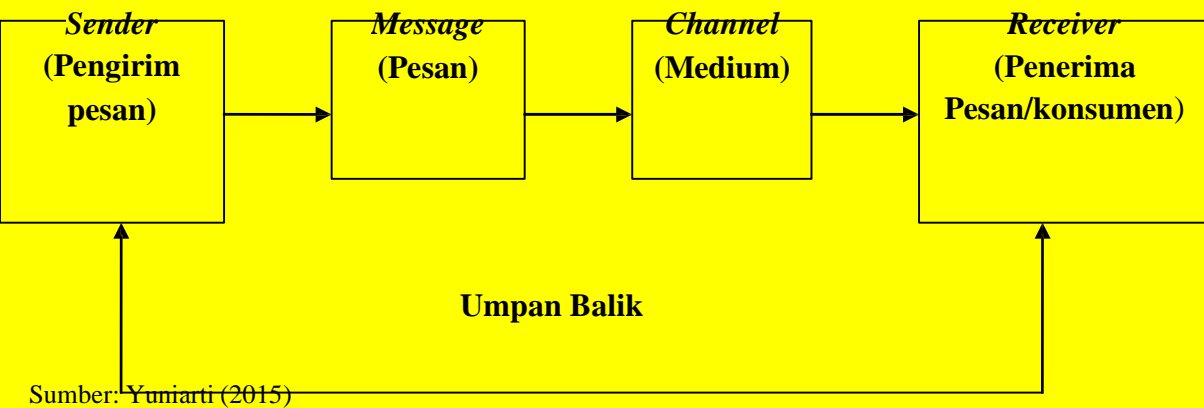 Sender
(Pengirim
pesan)
Message
(Pesan)
Channel
(Medium)
Receiver
(Penerima
Pesan/konsumen)
Umpan Balik
Sumber: Yuniarti (2015)